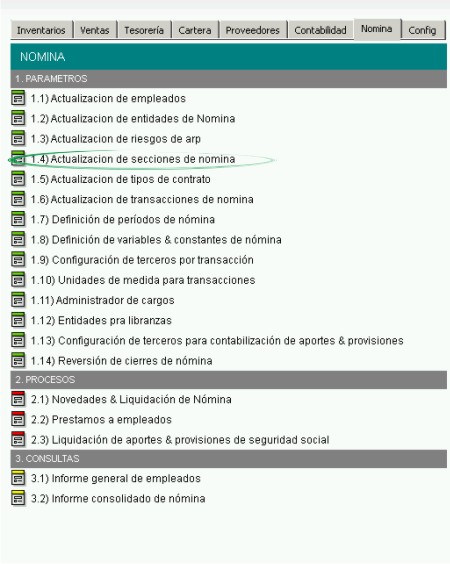 Inventarios Ventas Tesorería Cartera Proveedores Contabilidad Nomina Config
NOMINA
1. PARAMETROS
1.1) Actualizacion de empleados
1.2) Actualizacion de entidades de Nomina
1.3) Actualizacion de riesgos de arp
1.4) Actualizacion de secciones de nomina
1.5) Actualizacion de tipos de contrato
1.6) Actualizacion de transacciones de nomina
1.7) Definición de períodos de nómina
1.8) Definición de variables & constantes de nómina
1.9) Configuración de terceros por transacción
1.10) Unidades de medida para transacciones
1.11) Administrador de cargos
1.12) Entidades pra libranzas
1.13) Configuración de terceros para contabilización de aportes & provisiones
1.14) Reversión de cierres de nómina
2. PROCESOS
2.1) Novedades & Liquidación de Nómina
2.2) Prestamos a empleados
2.3) Liquidación de aportes & provisiones de seguridad social
3. CONSULTAS
3.1) Informe general de empleados
3.2) Informe consolidado de nómina